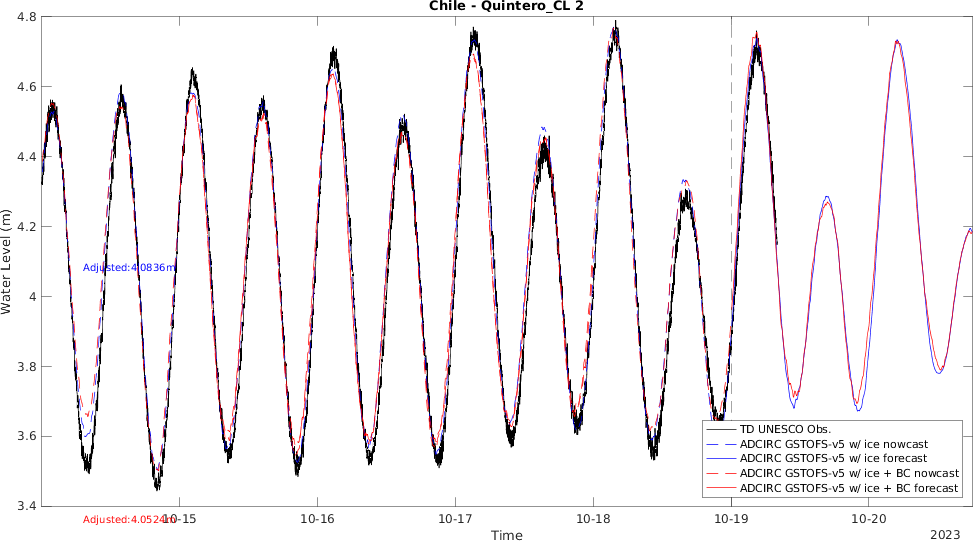 Chile - Quintero_CL 2
4.8
4.6
4.4
4.2
4
3.8
3.6
3.4
Water Level (m)
Adjusted:4.0836m
Adjusted:4.0524m
TD UNESCO Obs.
ADCIRC GSTOFS-v5 w/ ice nowcast
ADCIRC GSTOFS-v5 w/ ice forecast
ADCIRC GSTOFS-v5 w/ ice + BC nowcast
ADCIRC GSTOFS-v5 w/ ice + BC forecast
10-15
10-16
10-17
10-18
10-19
10-20
Time
2023